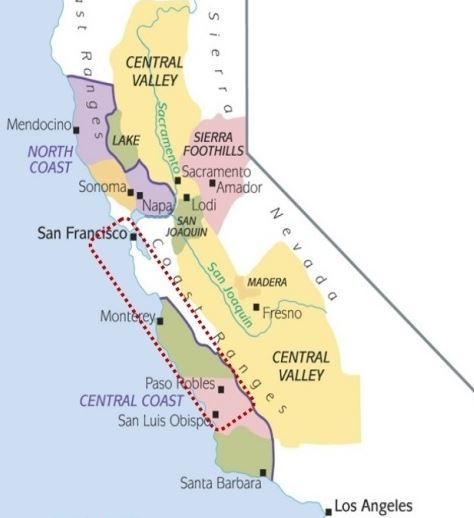 st Ranges
Sierra
CENTRAL
VALLEY
Sacramento
Mendocino
LAKE
NORTH
COAST
SIERRA
FOOTHILLS
Sacramento
Amador
Sonoma
Napa
Lodi
SAN
JOAQUIN
San Francisco
Nevada
Coast Ranges
San Joaquin
MADERA
Fresno
Monterey
CENTRAL
VALLEY
Paso Robles
CENTRAL COAST
San Luis Obispo
Santa Barbara
Los Angeles